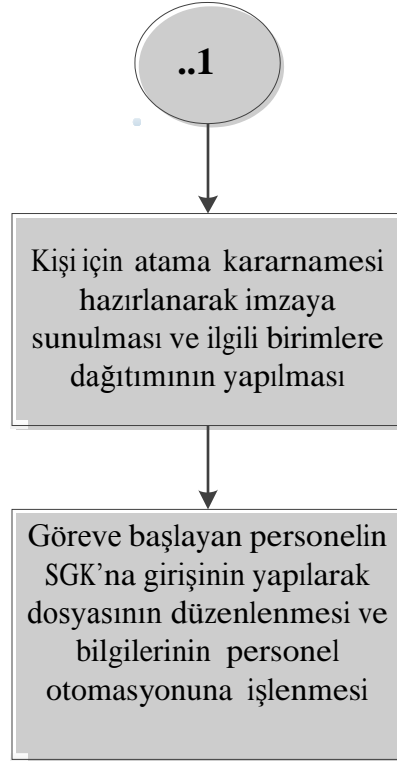 ..1
Kişi için atama kararnamesi
hazırlanarak imzaya
sunulması ve ilgili birimlere
dağıtımının yapılması
Göreve başlayan personelin
SGK’na girişinin yapılarak
dosyasının düzenlenmesi ve
bilgilerinin personel
otomasyonuna işlenmesi